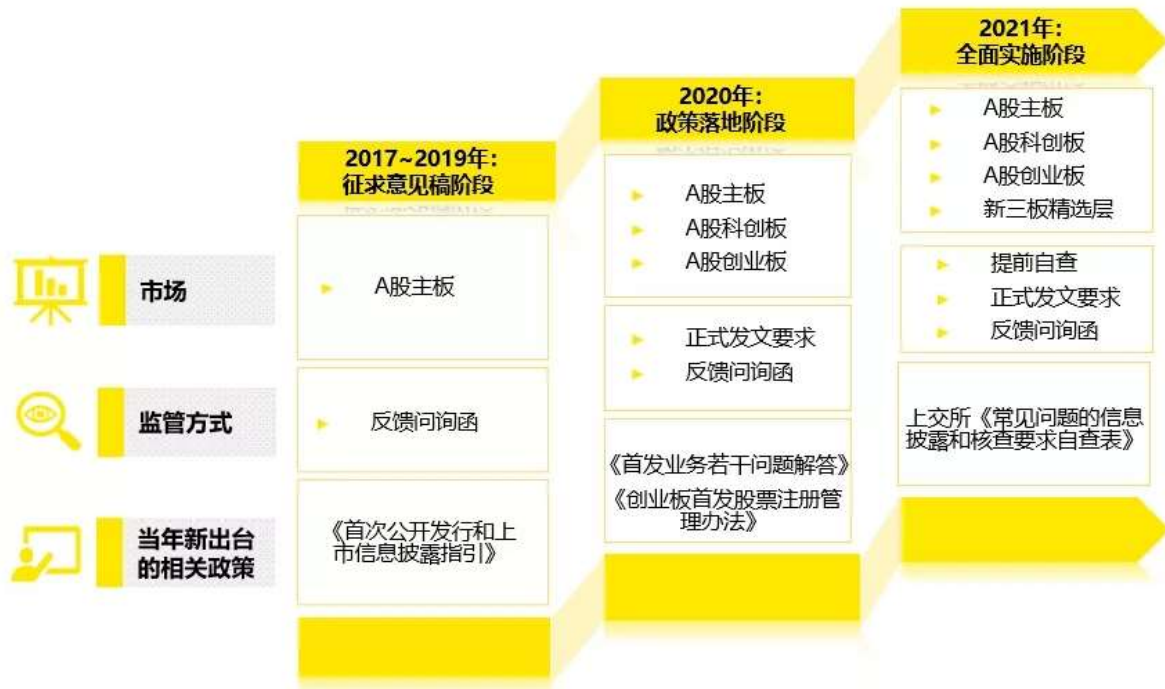 2017~2019年：
征求意见稿阶段
2020年：
政策落地阶段
2021年：
全面实施阶段
市场
A股主板
A股主板
A股科创板
A股创业板
A股主板
A股科创板
A股创业板
新三板精选层
监管方式
反馈问询函
正式发文要求
反馈问询函
提前自查
正式发文要求
反馈问询函
当年新出台
的相关政策
《首次公开发行和上
市信息披露指引》
《首发业务若干问题解答》
《创业板首发股票注册管
理办法》
上交所《常见问题的信息
披露和核查要求自查表》